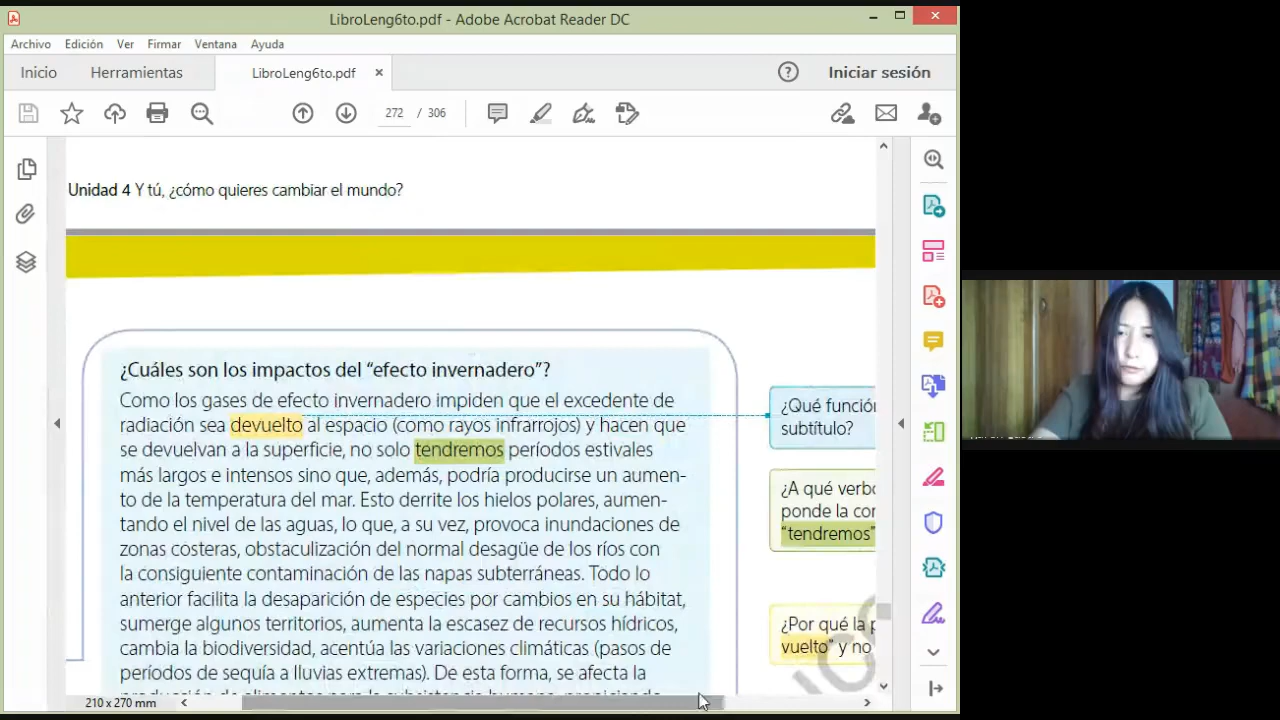 LibroLeng6to.pdf - Adobe Acrobat Reader DC
Archivo Edición Ver Firmar Ventana Ayuda
Inicio Herramientas LibroLeng6to.pdf × Iniciar sesión
272 / 306
Unidad 4 Y tú, ¿cómo quieres cambiar el mundo?
¿Cuáles son los impactos del “efecto invernadero”?
Como los gases de efecto invernadero impiden que el excedente de
radiación sea devuelto al espacio (como rayos infrarrojos) y hacen que
se devuelvan a la superficie, no solo tendremos períodos estivales
más largos e intensos sino que, además, podría producirse un aumen-
to de la temperatura del mar. Esto derrite los hielos polares, aumen-
tando el nivel de las aguas, lo que, a su vez, provoca inundaciones de
zonas costeras, obstaculización del normal desagüe de los ríos con
la consiguiente contaminación de las napas subterráneas. Todo lo
anterior facilita la desaparición de especies por cambios en su hábitat,
sumerge algunos territorios, aumenta la escasez de recursos hídricos,
cambia la biodiversidad, acentúa las variaciones climáticas (pasos de
períodos de sequía a lluvias extremas). De esta forma, se afecta la
¿Qué funció
subtítulo?
¿A qué verb
ponde la co
“tendremos”
¿Por qué la p
vuelto” y no
210 x 270 mm